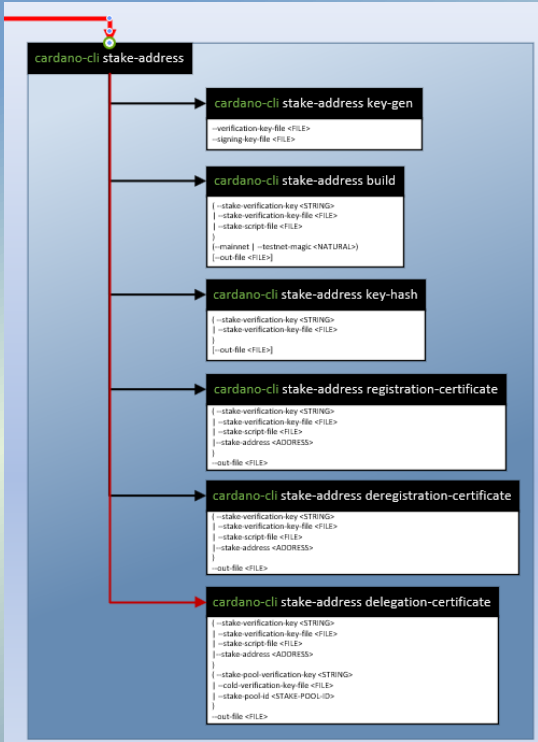 cardano-cli stake-address
cardano-cli stake-address key-gen
--verification-key-file <FILE>
--signing-key-file <FILE>
cardano-cli stake-address build
( --stake-verification-key <STRING>
| --stake-verification-key-file <FILE>
| --stake-script-file <FILE>
)
(--mainnet | --testnet-magic <NATURAL>)
[--out-file <FILE>]
cardano-cli stake-address key-hash
( --stake-verification-key <STRING>
| --stake-verification-key-file <FILE>
)
[--out-file <FILE>]
cardano-cli stake-address registration-certificate
( --stake-verification-key <STRING>
| --stake-verification-key-file <FILE>
| --stake-script-file <FILE>
|--stake-address <ADDRESS>
)
--out-file <FILE>
cardano-cli stake-address deregistration-certificate
( --stake-verification-key <STRING>
| --stake-verification-key-file <FILE>
| --stake-script-file <FILE>
|--stake-address <ADDRESS>
)
--out-file <FILE>
cardano-cli stake-address delegation-certificate
( --stake-verification-key <STRING>
| --stake-verification-key-file <FILE>
| --stake-script-file <FILE>
|--stake-address <ADDRESS>
)
( --stake-pool-verification-key <STRING>
| --cold-verification-key-file <FILE>
| --stake-pool-id <STAKE-POOL-ID>
)
--out-file <FILE>